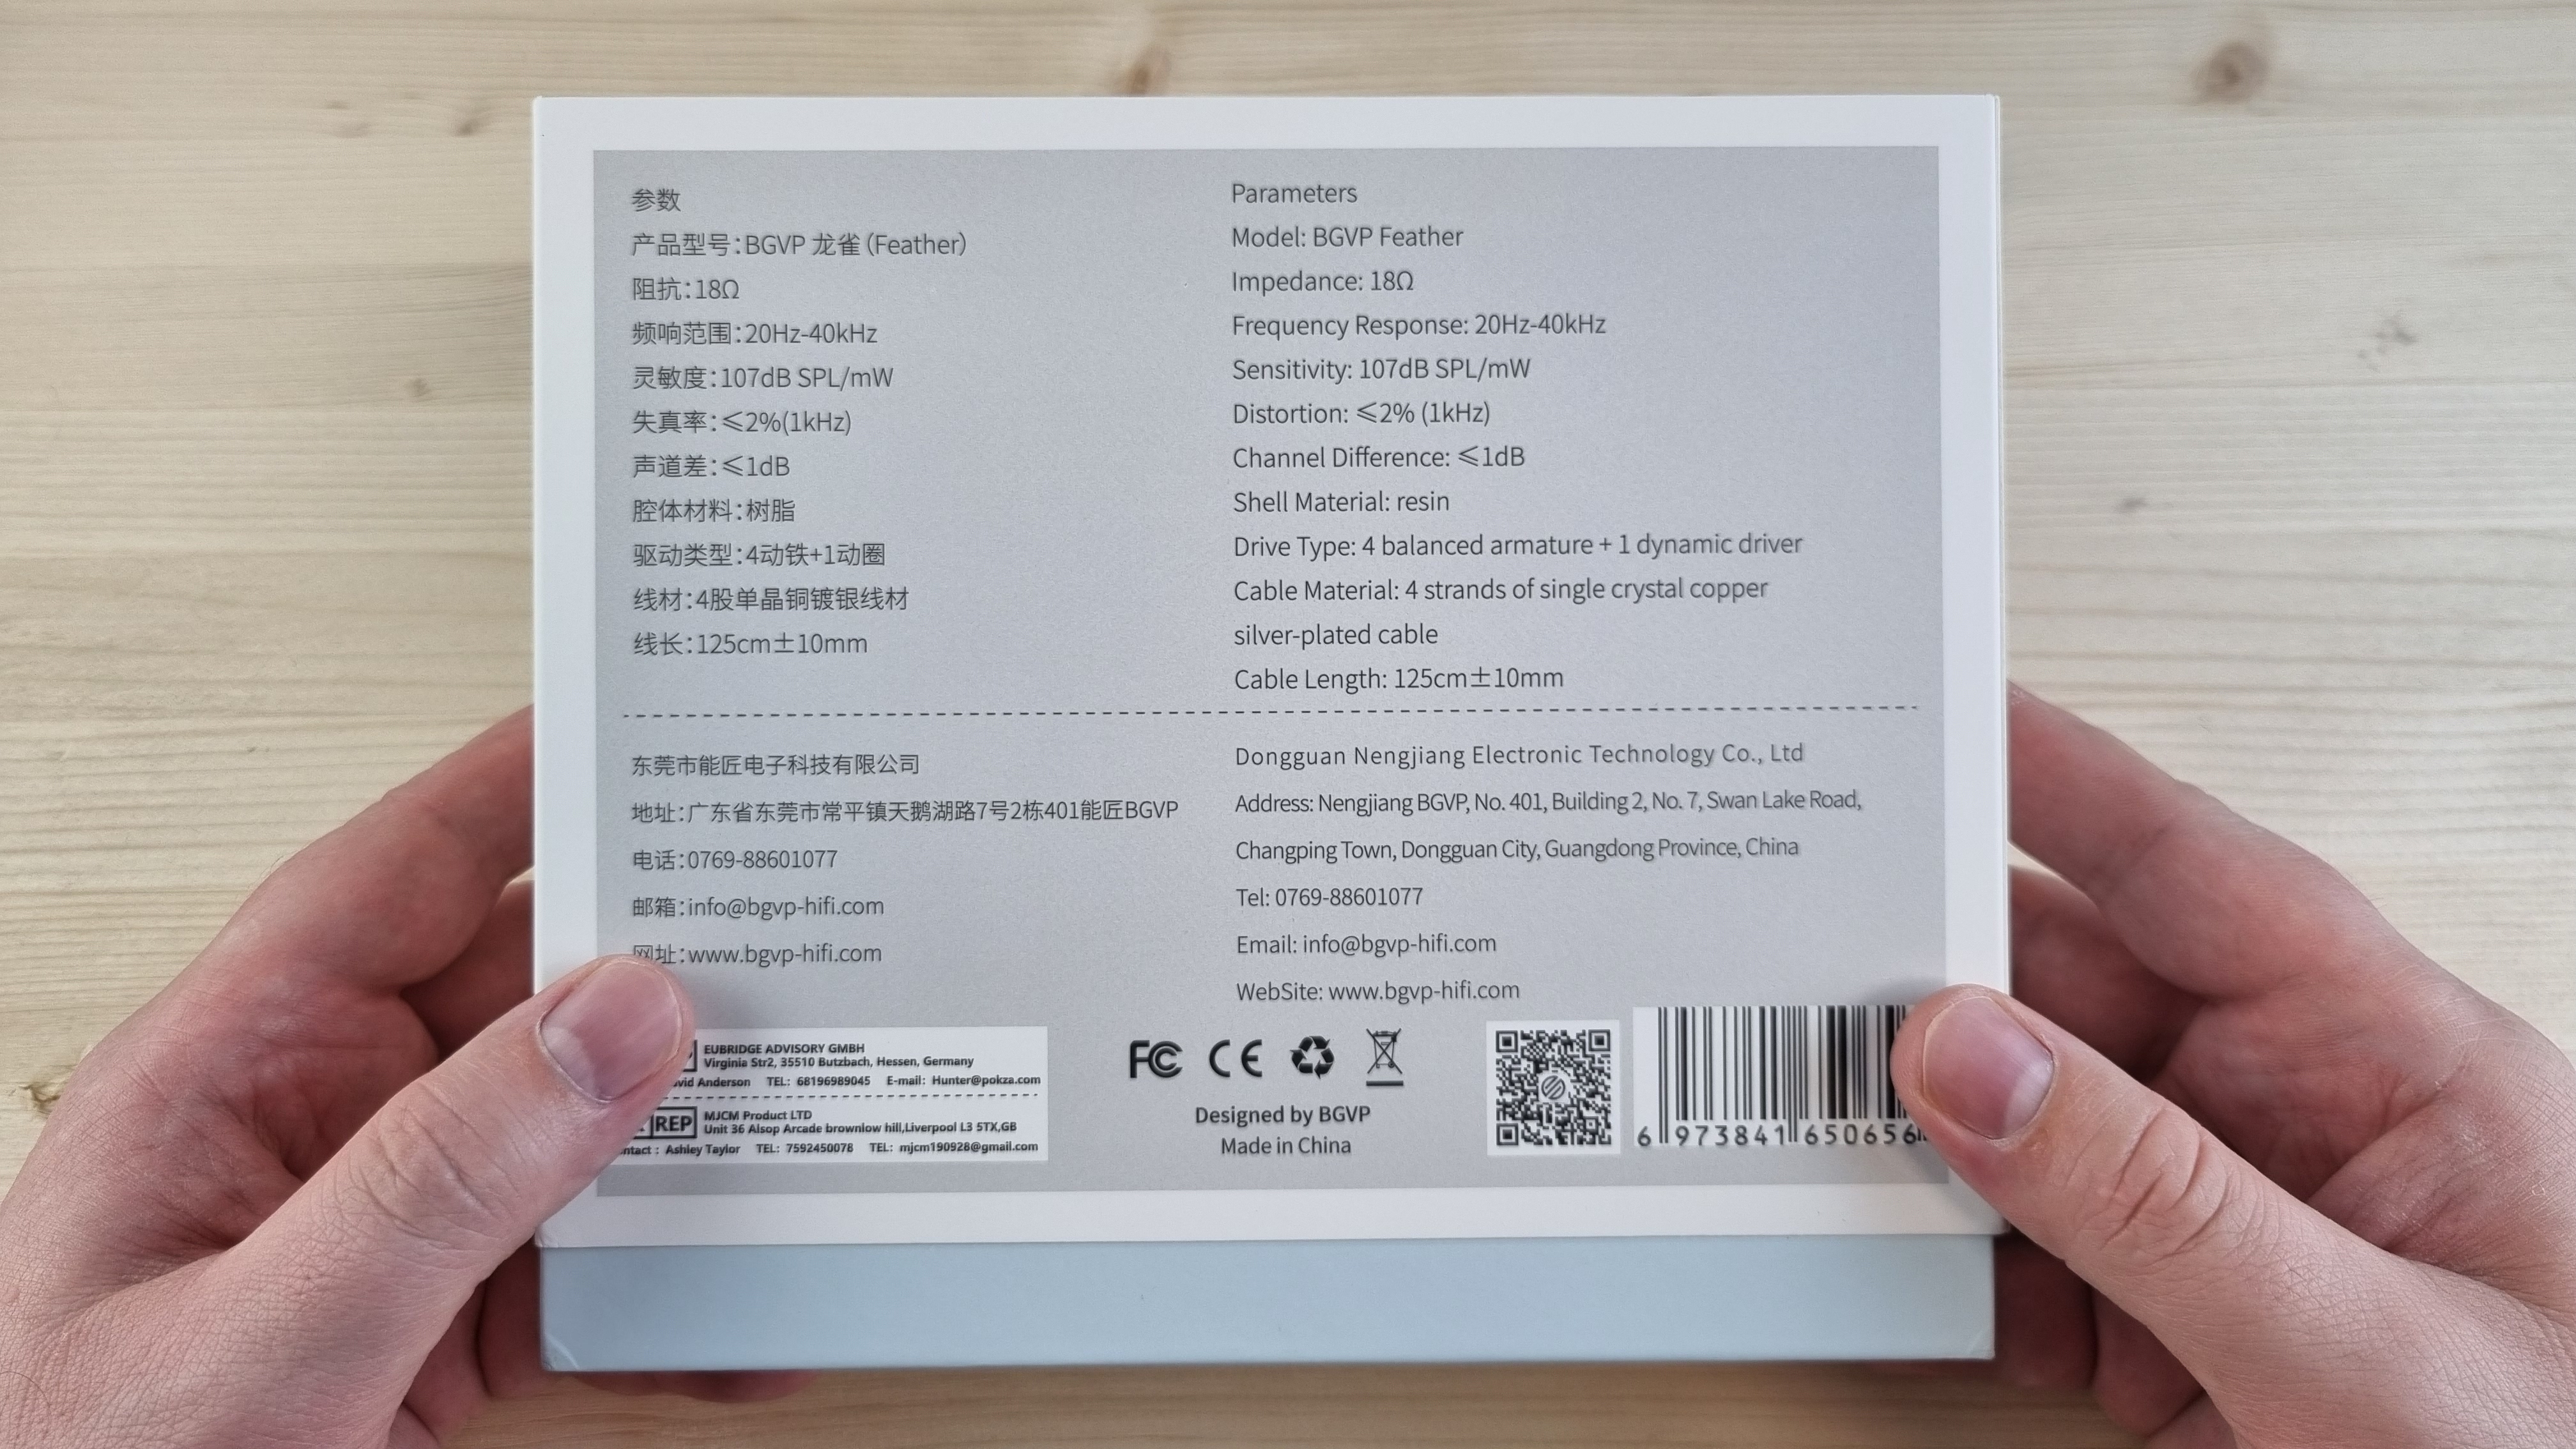 参数
产品型号：BGVP 龙雀（Feather）
阻抗：18Ω
频响范围：20Hz-40kHz
灵敏度：107dB SPL/mW
失真率：≤2%(1kHz)
声道差：≤1dB
腔体材料：树脂
驱动类型：4动铁+1动圈
线材：4股单晶铜镀银线材
线长：125cm±10mm
Parameters
Model: BGVP Feather
Impedance: 18Ω
Frequency Response: 20Hz-40kHz
Sensitivity: 107dB SPL/mW
Distortion: ≤2% (1kHz)
Channel Difference: ≤1dB
Shell Material: resin
Drive Type: 4 balanced armature + 1 dynamic driver
Cable Material: 4 strands of single crystal copper
silver-plated cable
Cable Length: 125cm±10mm
东莞市能匠电子科技有限公司
地址：广东省东莞市常平镇天鹅湖路7号2栋401能匠BGVP
电话：0769-88601077
邮箱：info@bgvp-hifi.com
网址：www.bgvp-hifi.com
Dongguan Nengjiang Electronic Technology Co., Ltd
Address: Nengjiang BGVP, No. 401, Building 2, No. 7, Swan Lake Road,
Changping Town, Dongguan City, Guangdong Province, China
Tel: 0769-88601077
Email: info@bgvp-hifi.com
WebSite: www.bgvp-hifi.com
EUBRIDGE ADVISORY GMBH
Virginia Str2, 35510 Butzbach, Hessen, Germany
Anderson TEL: 68196989045 E-mail: Hunter@pokza.com
REP
MJCM Product LTD
Unit 36 Alsop Arcade brownlow hill,Liverpool L3 5TX,GB
: Ashley Taylor TEL: 7592450078 TEL: mjcm190928@gmail.com
FC CE
Designed by BGVP
Made in China
6 973841 650656